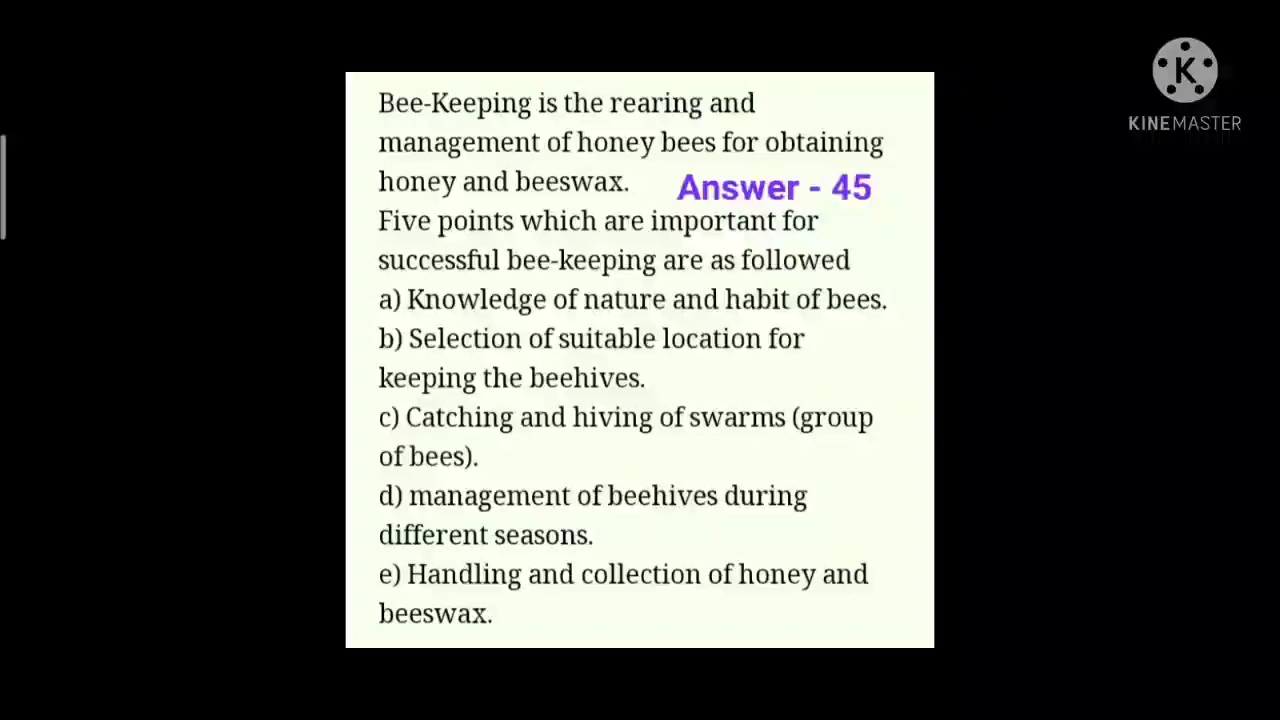 Bee-Keeping is the rearing and
management of honey bees for obtaining
honey and beeswax.
Answer - 45
Five points which are important for
successful bee-keeping are as followed
a) Knowledge of nature and habit of bees.
b) Selection of suitable location for
keeping the beehives.
c) Catching and hiving of swarms (group
of bees).
d) management of beehives during
different seasons.
e) Handling and collection of honey and
beeswax.
K
KINEMASTER